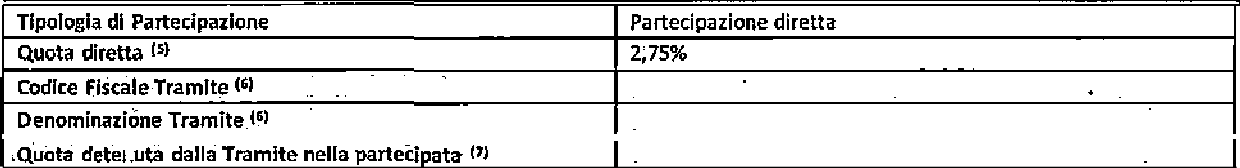 Tipologia di Partecipazione Partecipazione diretta
Quota diretta (5) 2,75%
Codice Fiscale Tramite (6)
Denominazione Tramite (6)
Quota detenuta dalla Tramite nella partecipata (7)